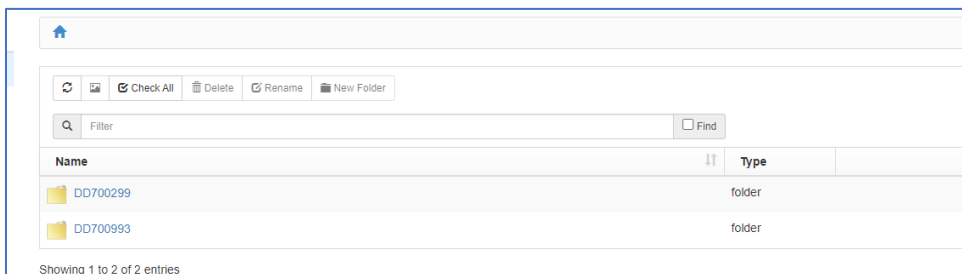 Check All Delete Rename New Folder
Filter Find
Name Type
DD700299 folder
DD700993 folder
Showing 1 to 2 of 2 entries